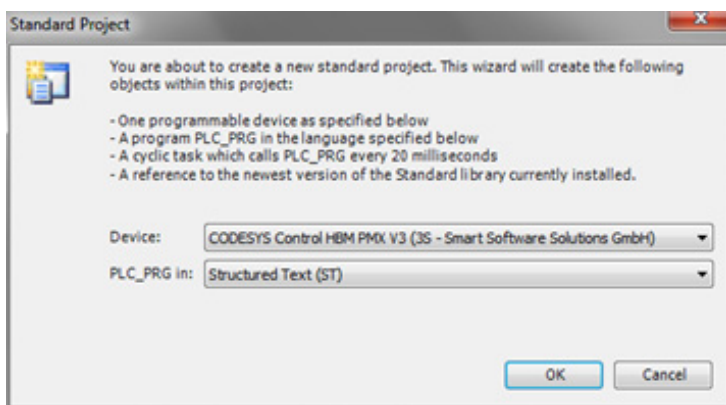 Standard Project
You are about to create a new standard project. This wizard will create the following
objects within this project:
- One programmable device as specified below
- A program PLC_PRG in the language specified below
- A cyclic task which calls PLC_PRG every 20 milliseconds
- A reference to the newest version of the Standard library currently installed.
Device: CODESYS Control HBM PMX V3 (3S - Smart Software Solutions GmbH)
PLC_PRG in: Structured Text (ST)
OK Cancel